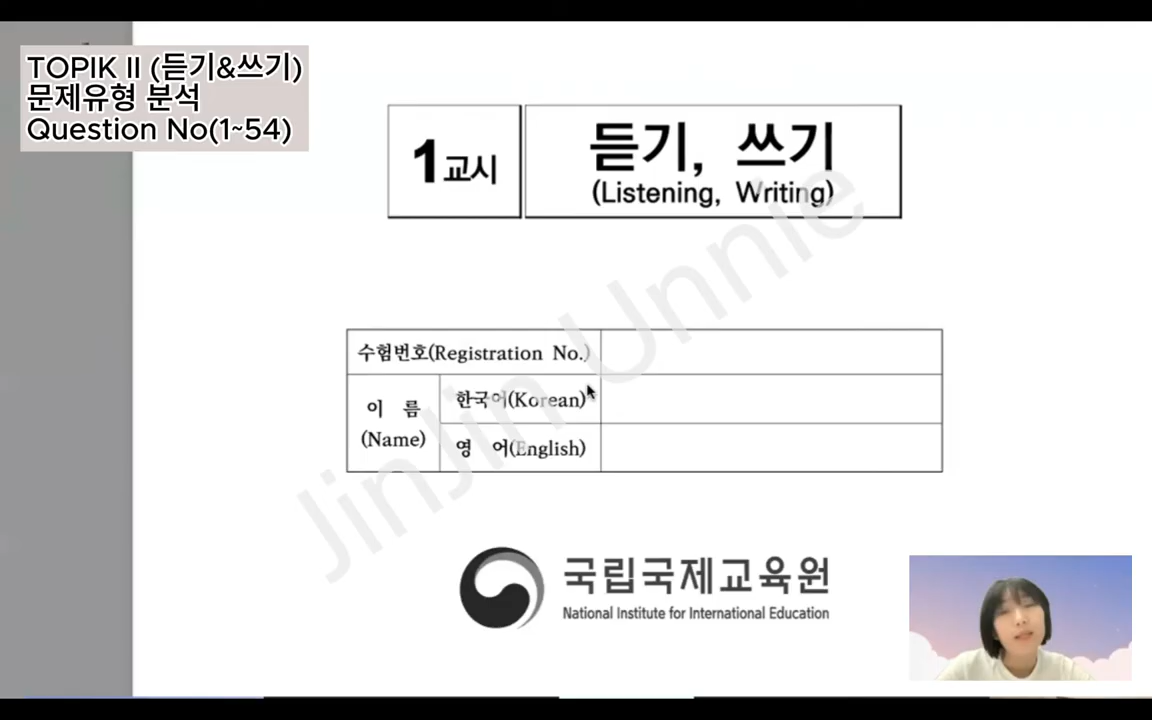 TOPIK II (듣기&쓰기)
문제유형 분석
Question No(1~54)
1교시
듣기, 쓰기
(Listening, Writing)
수험번호(Registration No.)
이 름
(Name)
한국어(Korean)
영 어(English)
JinJin Unnie
국립국제교육원
National Institute for International Education